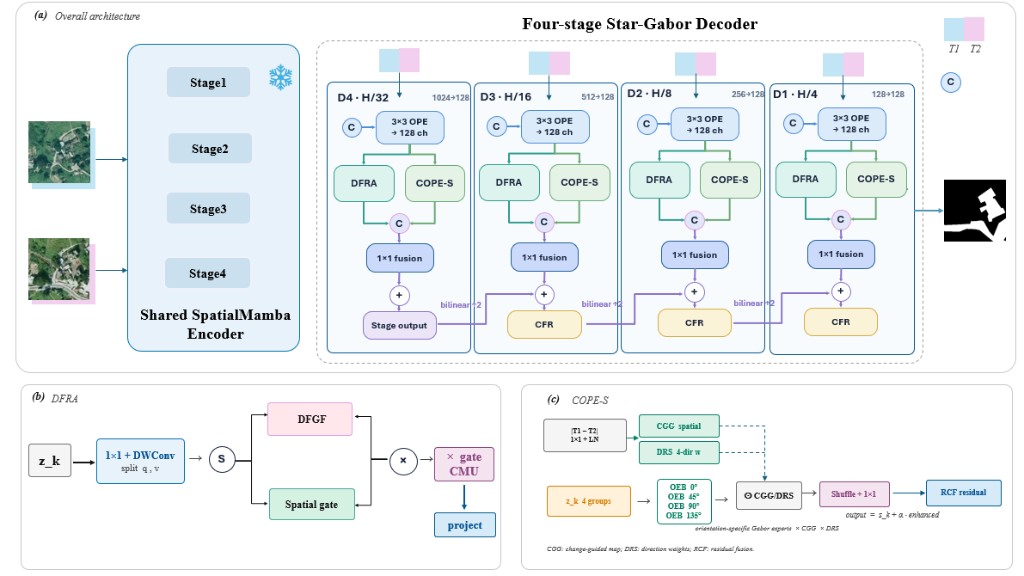 (a) Overall architecture
Four-stage Star-Gabor Decoder
T1 T2
C
Stage1
Stage2
Stage3
Stage4
Shared SpatialMamba
Encoder
D4 · H/32
1024+128
C
3×3 OPE
→ 128 ch
DFRA
COPE-S
C
1×1 fusion
+
Stage output
bilinear ×2
D3 · H/16
512+128
C
3×3 OPE
→ 128 ch
DFRA
COPE-S
C
1×1 fusion
+
CFR
bilinear ×2
D2 · H/8
256+128
C
3×3 OPE
→ 128 ch
DFRA
COPE-S
C
1×1 fusion
+
CFR
bilinear ×2
D1 · H/4
128+128
C
3×3 OPE
→ 128 ch
DFRA
COPE-S
C
1×1 fusion
+
CFR
(b) DFRA
z_k
1×1 + DWConv
split q , v
S
DFGF
Spatial gate
×
× gate
CMU
project
(c) COPE-S
|T1 − T2|
1×1 + LN
CGG spatial
DRS 4-dir w
z_k 4 groups
OEB 0°
OEB 45°
OEB 90°
OEB 135°
Θ CGG/DRS
Shuffle + 1×1
RCF residual
output = s_k + α · enhanced
orientation-specific Gabor experts × CGG × DRS
CGG: change-guided map; DRS: direction weights; RCF: residual fusion.